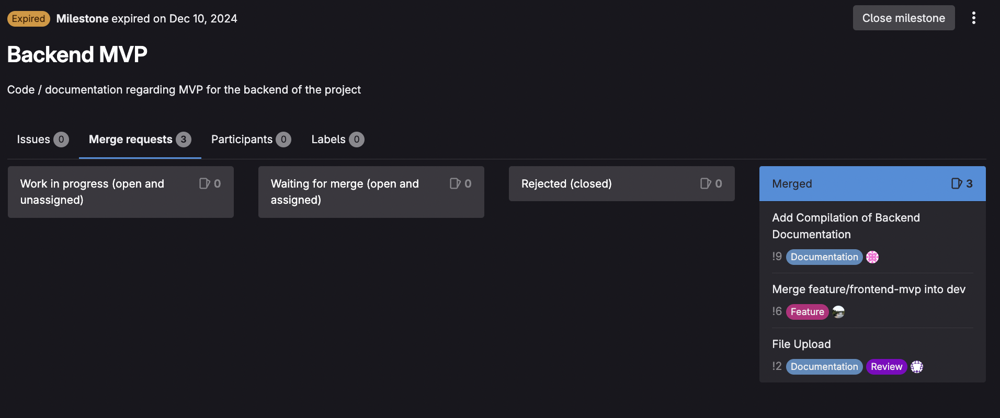 Expired Milestone expired on Dec 10, 2024 Close milestone
Backend MVP
Code / documentation regarding MVP for the backend of the project
Issues 0 Merge requests 3 Participants 0 Labels 0
Work in progress (open and
unassigned) 0
Waiting for merge (open and
assigned) 0
Rejected (closed) 0
Merged 3
Add Compilation of Backend
Documentation
!9 Documentation
Merge feature/frontend-mvp into dev
!6 Feature
File Upload
!2 Documentation Review